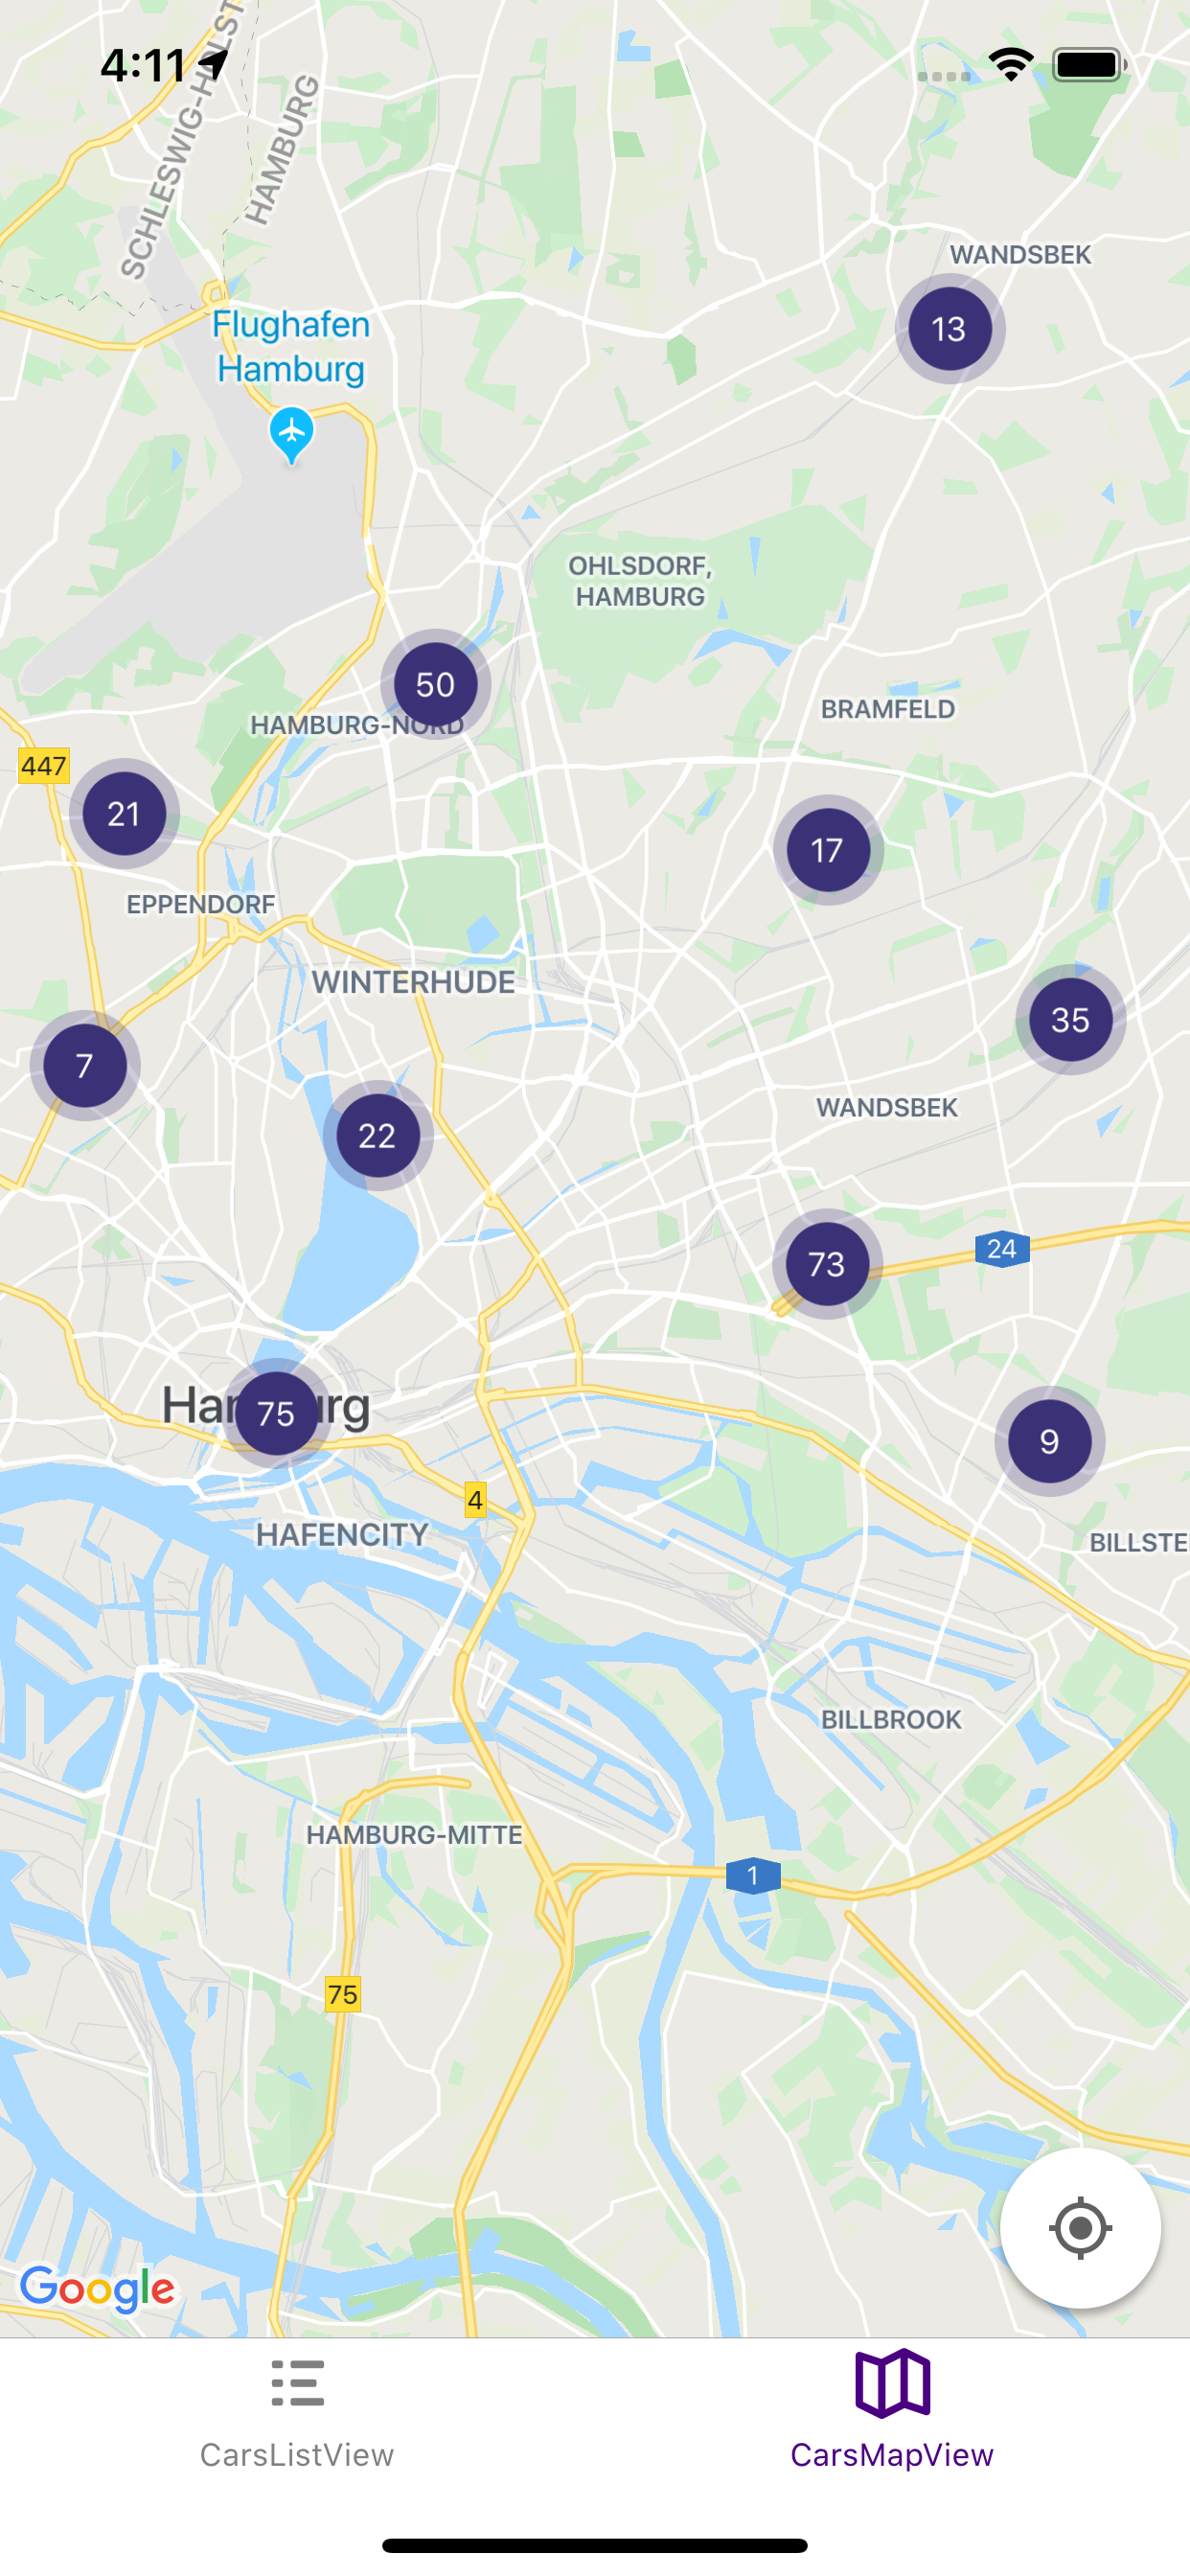 4:11
SCHLESWIG-HOLST
HAMBURG
WANDSBEK
13
Flughafen
Hamburg
OHLSDORF,
HAMBURG
50
HAMBURG-NORD
BRAMFELD
447
21
17
EPPENDORF
WINTERHUDE
35
7
WANDSBEK
22
24
73
Hamburg
75
9
4
HAFENCITY
BILLSTE
BILLBROOK
HAMBURG-MITTE
1
75
Google
CarsListView
CarsMapView